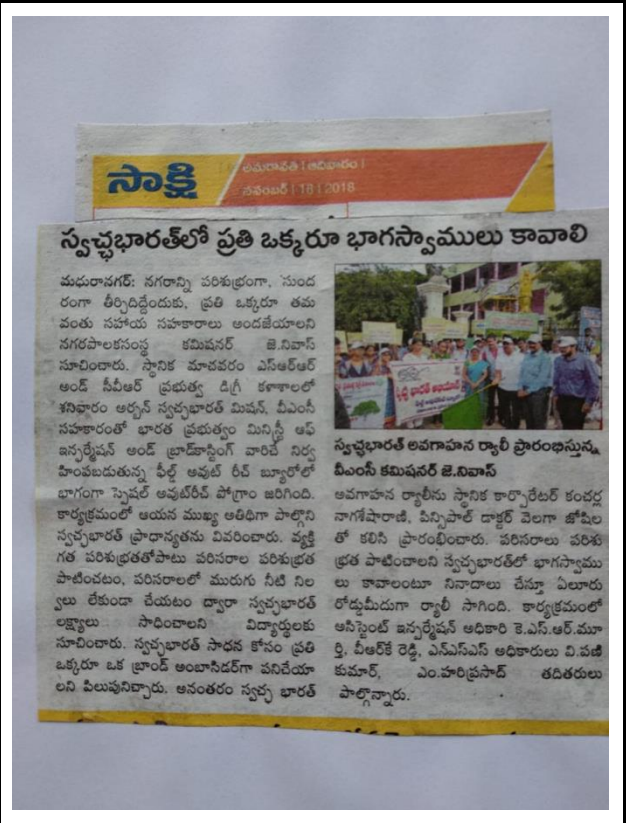 సాక్షి
అమరావతి | ఆదివారం |
నవంబర్ | 18 | 2018
స్వచ్ఛభారత్‌లో ప్రతి ఒక్కరూ భాగస్వాములు కావాలి
మధురానగర్: నగరాన్ని పరిశుభ్రంగా, సుంద
రంగా తీర్చిదిద్దేందుకు, ప్రతి ఒక్కరూ తమ
వంతు సహాయ సహకారాలు అందజేయాలని
నగరపాలకసంస్థ కమిషనర్ జె.నివాస్
సూచించారు. స్థానిక మాచవరం ఎస్ఆర్ఆర్
అండ్ సీవీఆర్ ప్రభుత్వ డిగ్రీ కళాశాలలో
శనివారం అర్బన్ స్వచ్ఛభారత్ మిషన్, వీఎంసీ
సహకారంతో భారత ప్రభుత్వం మినిస్ట్రీ ఆఫ్
ఇన్ఫర్మేషన్ అండ్ బ్రాడ్‌కాస్టింగ్ వారిచే నిర్వ
హింపబడుతున్న ఫీల్డ్ అవుట్ రీచ్ బ్యూరోలో
భాగంగా స్పెషల్ అవుట్‌రీచ్ ప్రోగ్రాం జరిగింది.
కార్యక్రమంలో ఆయన ముఖ్య అతిథిగా పాల్గొని
స్వచ్ఛభారత్ ప్రాధాన్యతను వివరించారు. వ్యక్తి
గత పరిశుభ్రతతోపాటు పరిసరాల పరిశుభ్రత
పాటించటం, పరిసరాలలో మురుగు నీటి నిల
్వలు లేకుండా చేయటం ద్వారా స్వచ్ఛభారత్
లక్ష్యాలు సాధించాలని విద్యార్థులకు
సూచించారు. స్వచ్ఛభారత్ సాధన కోసం ప్రతి
ఒక్కరూ ఒక బ్రాండ్ అంబాసిడర్‌గా పనిచేయా
లని పిలుపునిచ్చారు. అనంతరం స్వచ్ఛ భారత్
స్వచ్ఛ భారత్ అభియాన్
స్వచ్ఛభారత్ అవగాహన ర్యాలీ ప్రారంభిస్తున్న
వీఎంసీ కమిషనర్ జె.నివాస్
అవగాహన ర్యాలీను స్థానిక కార్పొరేటర్ కంచర్ల
నాగశేషారాణి, ప్రిన్సిపాల్ డాక్టర్ వెలగా జోషిల
తో కలిసి ప్రారంభించారు. పరిసరాలు పరిశు
భ్రత పాటించాలని స్వేచ్ఛభారత్‌లో భాగస్వామ్యు
లు కావాలంటూ నినాదాలు చేస్తూ ఏలూరు
రోడ్డుమీదుగా ర్యాలీ సాగింది. కార్యక్రమంలో
అసిస్టెంట్ ఇన్ఫర్మేషన్ అధికారి కె.ఎస్.ఆర్.మూ
ర్తి, వీఆర్‌కే రెడ్డి, ఎన్ఎస్ఎస్ అధికారులు వి.పణి
కుమార్, ఎం.హరిప్రసాద్ తదితరులు
పాల్గొన్నారు.